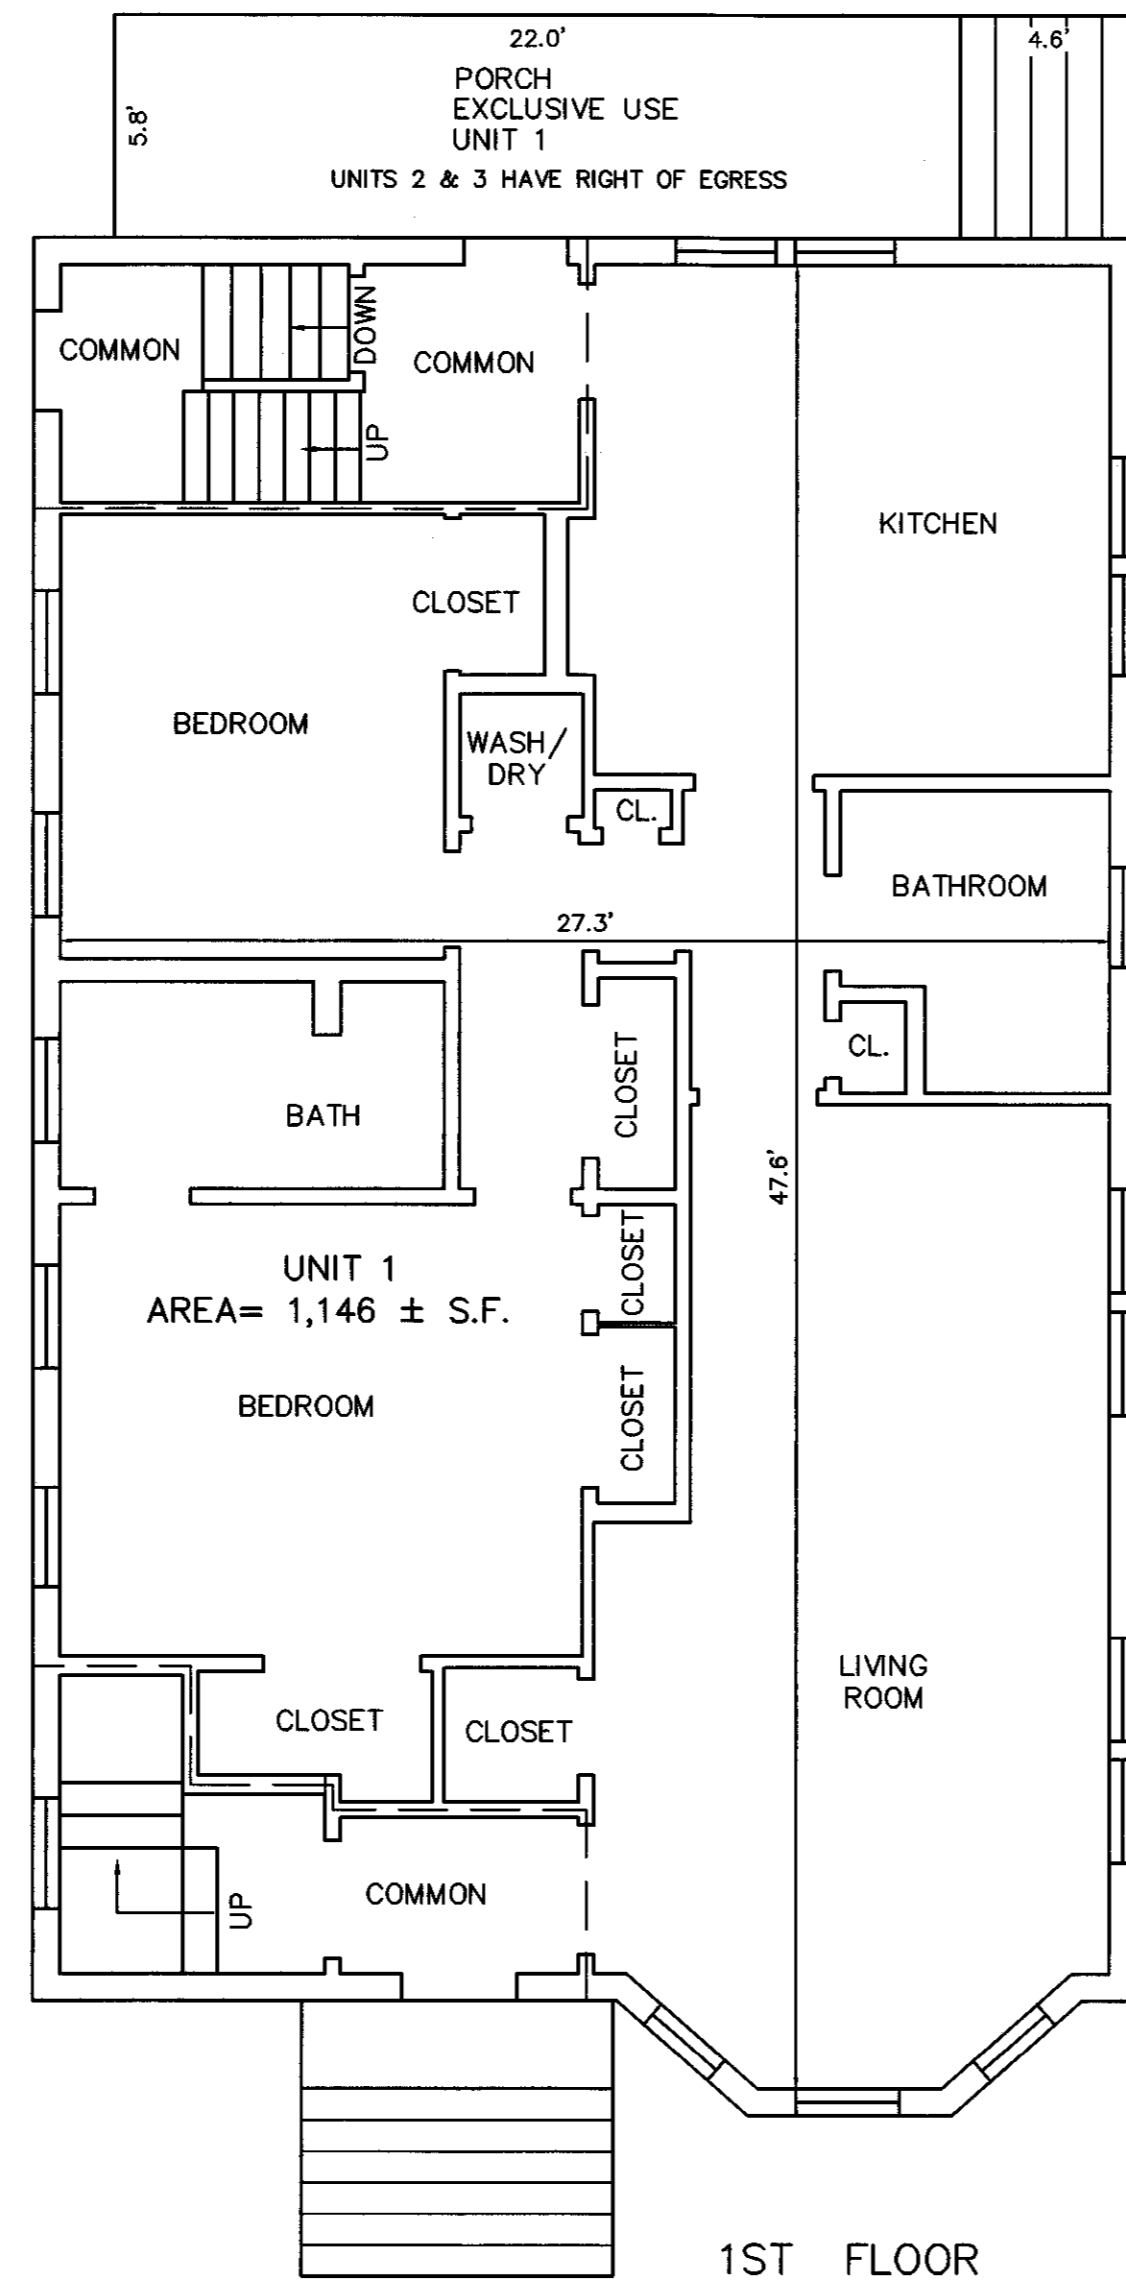 22.0'
4.6'
5.8'
PORCH
EXCLUSIVE USE
UNIT 1
UNITS 2 & 3 HAVE RIGHT OF EGRESS
COMMON
DOWN
COMMON
UP
KITCHEN
CLOSET
BEDROOM
WASH/
DRY
CL.
BATHROOM
27.3'
CLOSET
CL.
BATH
47.6'
CLOSET
UNIT 1
AREA= 1,146 ± S.F.
BEDROOM
CLOSET
LIVING
ROOM
CLOSET
CLOSET
COMMON
UP
1ST FLOOR